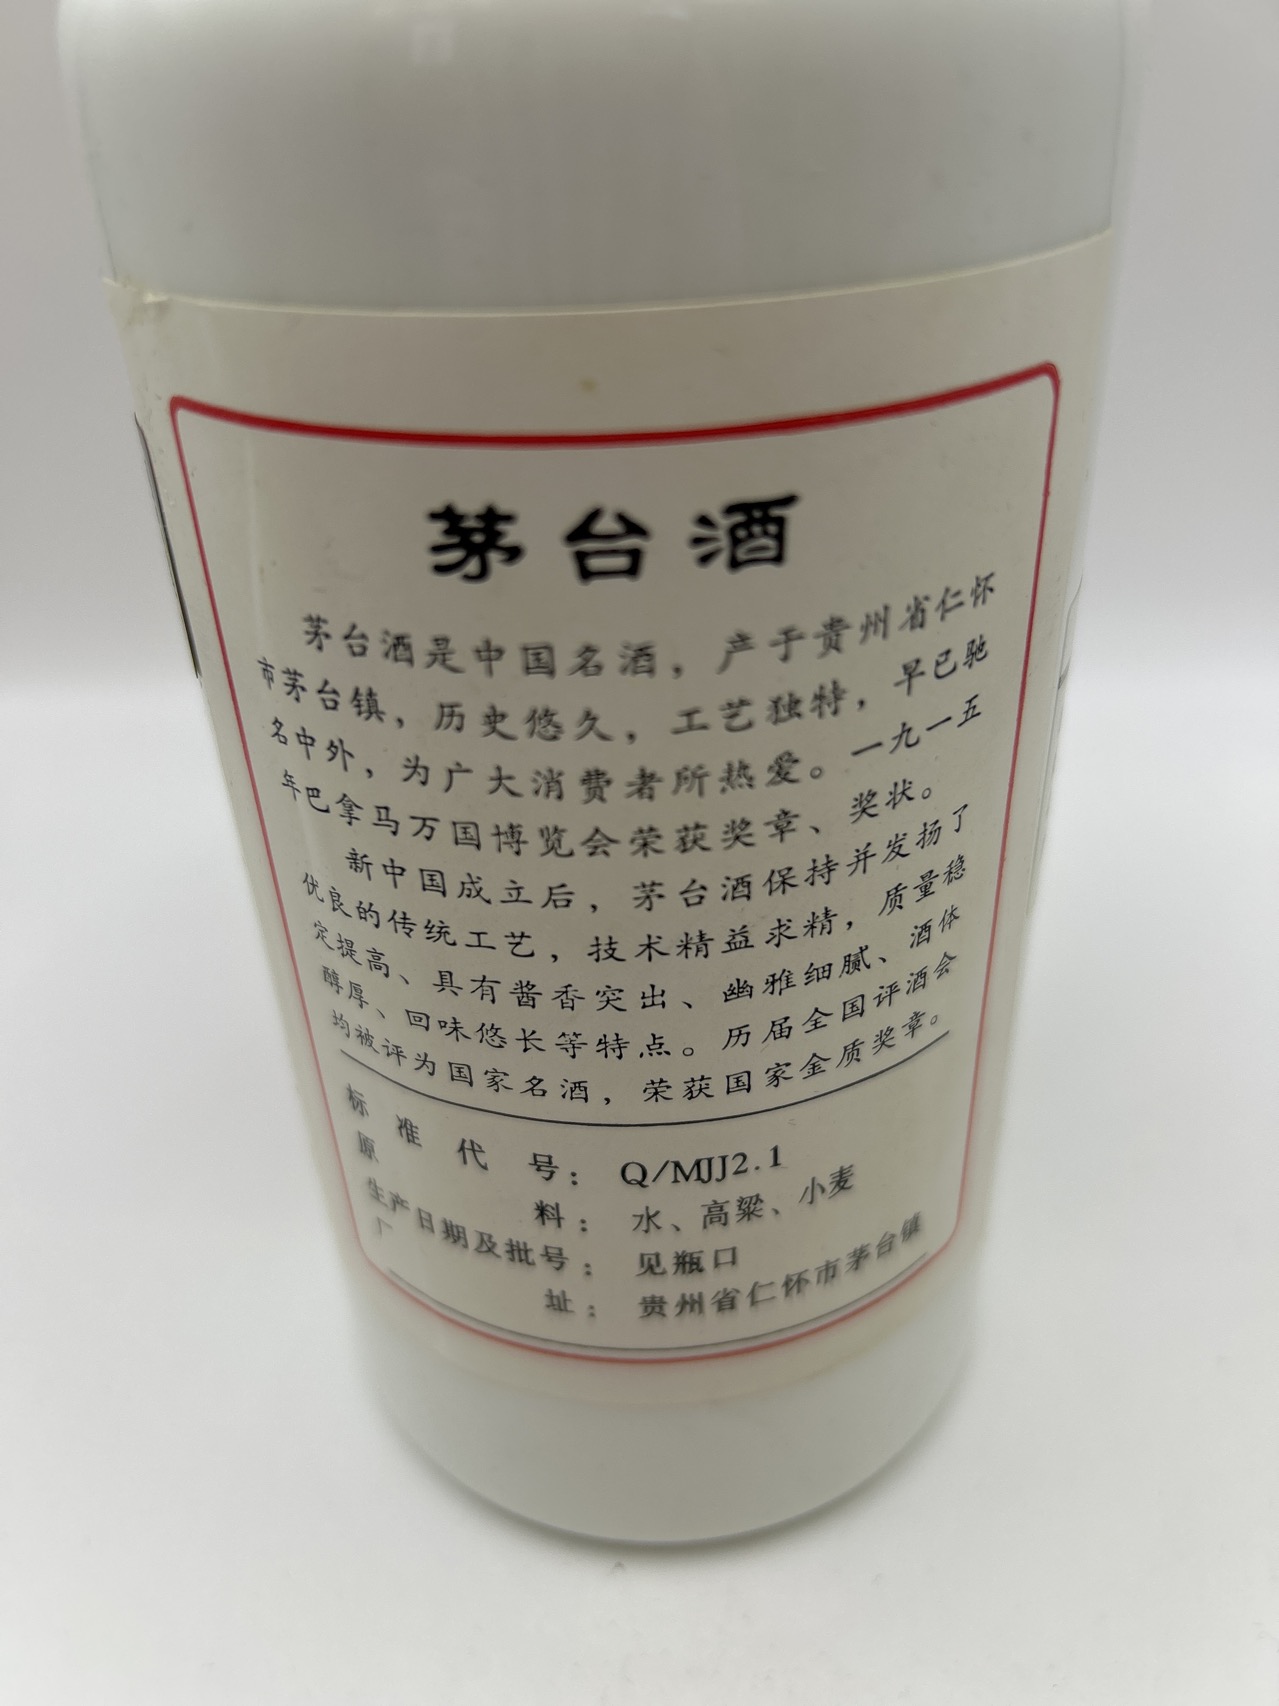 茅台酒
茅台酒是中国名酒，产于贵州省仁怀
市茅台镇，历史悠久，工艺独特，早已驰
名中外，为广大消费者所热爱。一九一五
年巴拿马万国博览会荣获奖章、奖状。
新中国成立后，茅台酒保持并发扬了
优良的传统工艺，技术精益求精，质量稳
定提高、具有酱香突出、幽雅细腻、酒体
醇厚、回味悠长等特点。历届全国评酒会
均被评为国家名酒，荣获国家金质奖章。
标准代号：Q/MJJ2.1
原料：水、高粱、小麦
生产日期及批号：见瓶口
厂址：贵州省仁怀市茅台镇